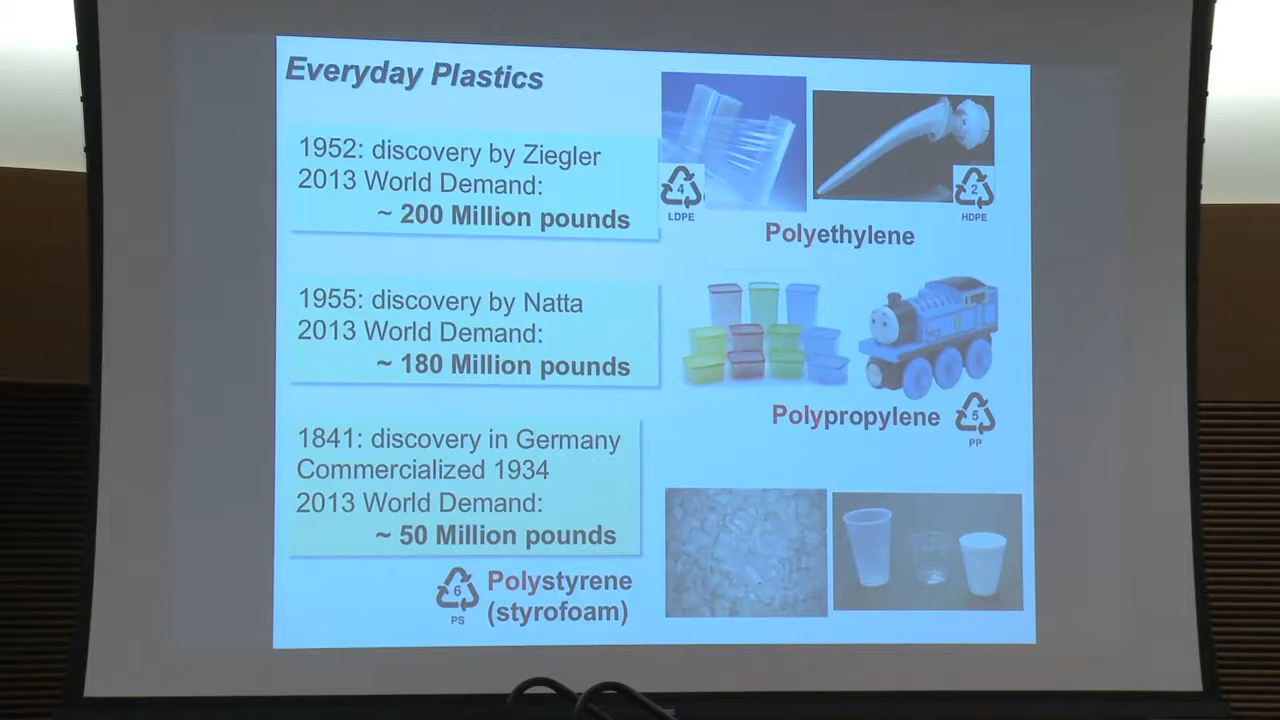 Everyday Plastics
1952: discovery by Ziegler
2013 World Demand:
~ 200 Million pounds
4
LDPE
2
HDPE
Polyethylene
1955: discovery by Natta
2013 World Demand:
~ 180 Million pounds
Polypropylene
5
PP
1841: discovery in Germany
Commercialized 1934
2013 World Demand:
~ 50 Million pounds
6
PS
Polystyrene
(styrofoam)